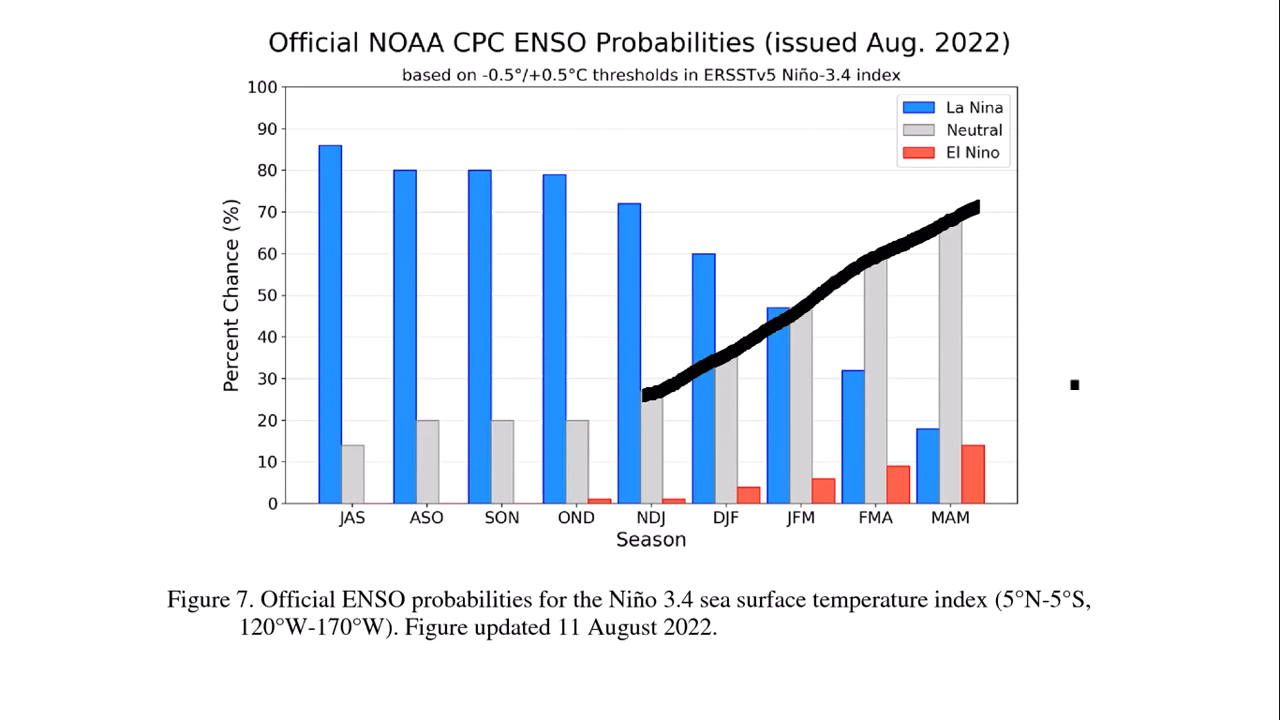 Official NOAA CPC ENSO Probabilities (issued Aug. 2022)
based on -0.5°/+0.5°C thresholds in ERSSTv5 Niño-3.4 index
100
90
80
70
60
50
40
30
20
10
0
Percent Chance (%)
La Nina
Neutral
El Nino
JAS ASO SON OND NDJ DJF JFM FMA MAM
Season
Figure 7. Official ENSO probabilities for the Niño 3.4 sea surface temperature index (5°N-5°S,
120°W-170°W). Figure updated 11 August 2022.